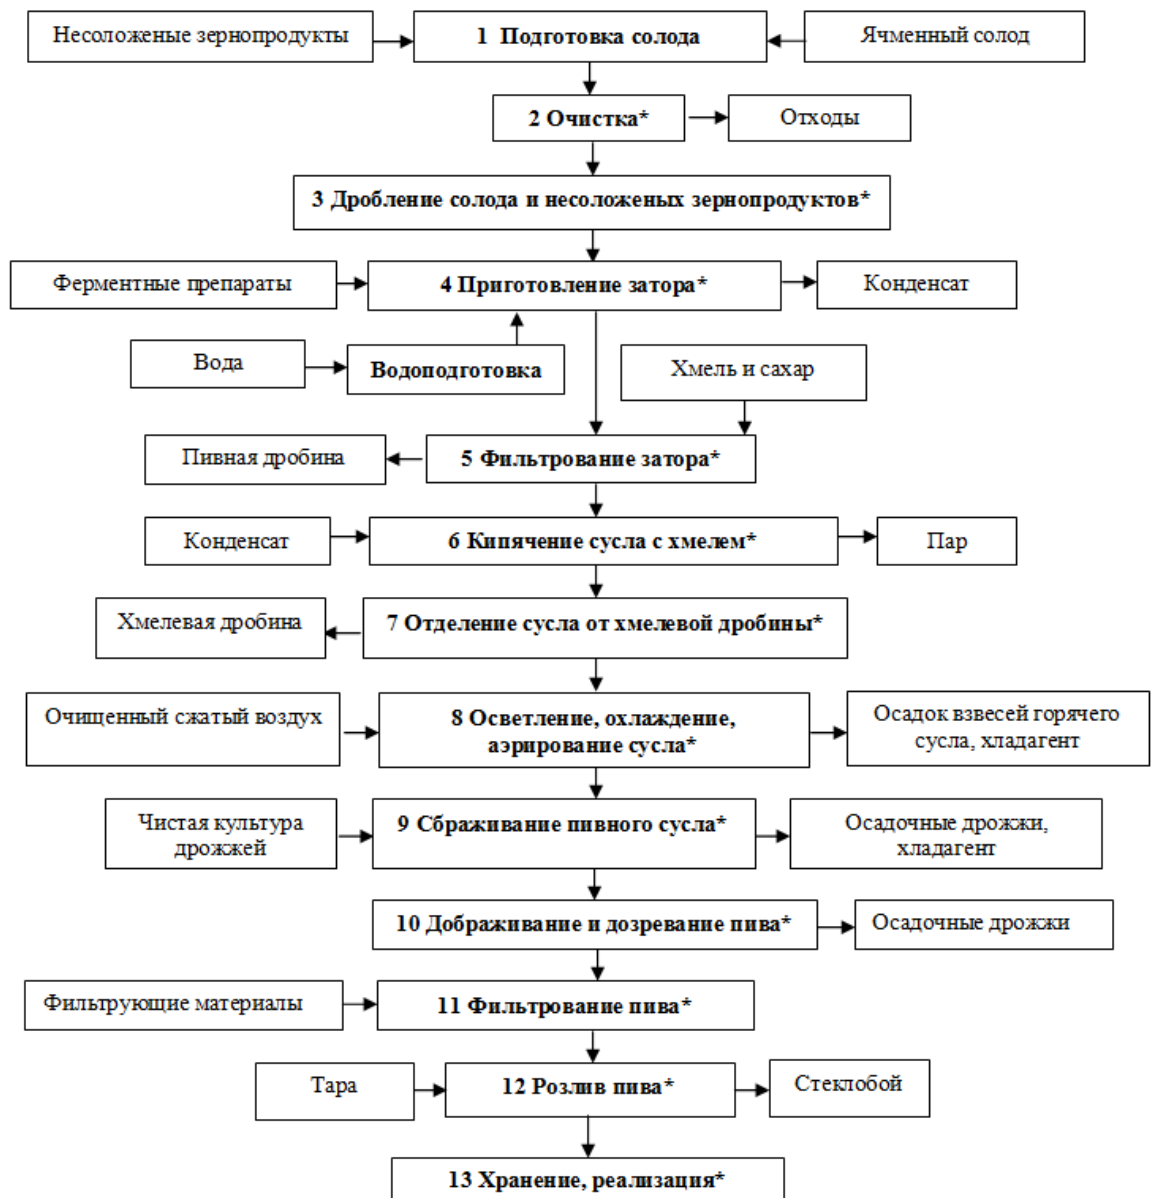 Несоложеные зернопродукты
1 Подготовка солода
Ячменный солод
2 Очистка*
Отходы
3 Дробление солода и несоложеных зернопродуктов*
Ферментные препараты
4 Приготовление затора*
Конденсат
Вода
Водоподготовка
Хмель и сахар
Пивная дробина
5 Фильтрование затора*
Конденсат
6 Кипячение сусла с хмелем*
Пар
Хмелевая дробина
7 Отделение сусла от хмелевой дробины*
Очищенный сжатый воздух
8 Осветление, охлаждение,
аэрирование сусла*
Осадок взвесей горячего
сусла, хладагент
Чистая культура
дрожжей
9 Сбраживание пивного сусла*
Осадочные дрожжи,
хладагент
10 Дображивание и дозревание пива*
Осадочные дрожжи
Фильтрующие материалы
11 Фильтрование пива*
Тара
12 Розлив пива*
Стеклобой
13 Хранение, реализация*